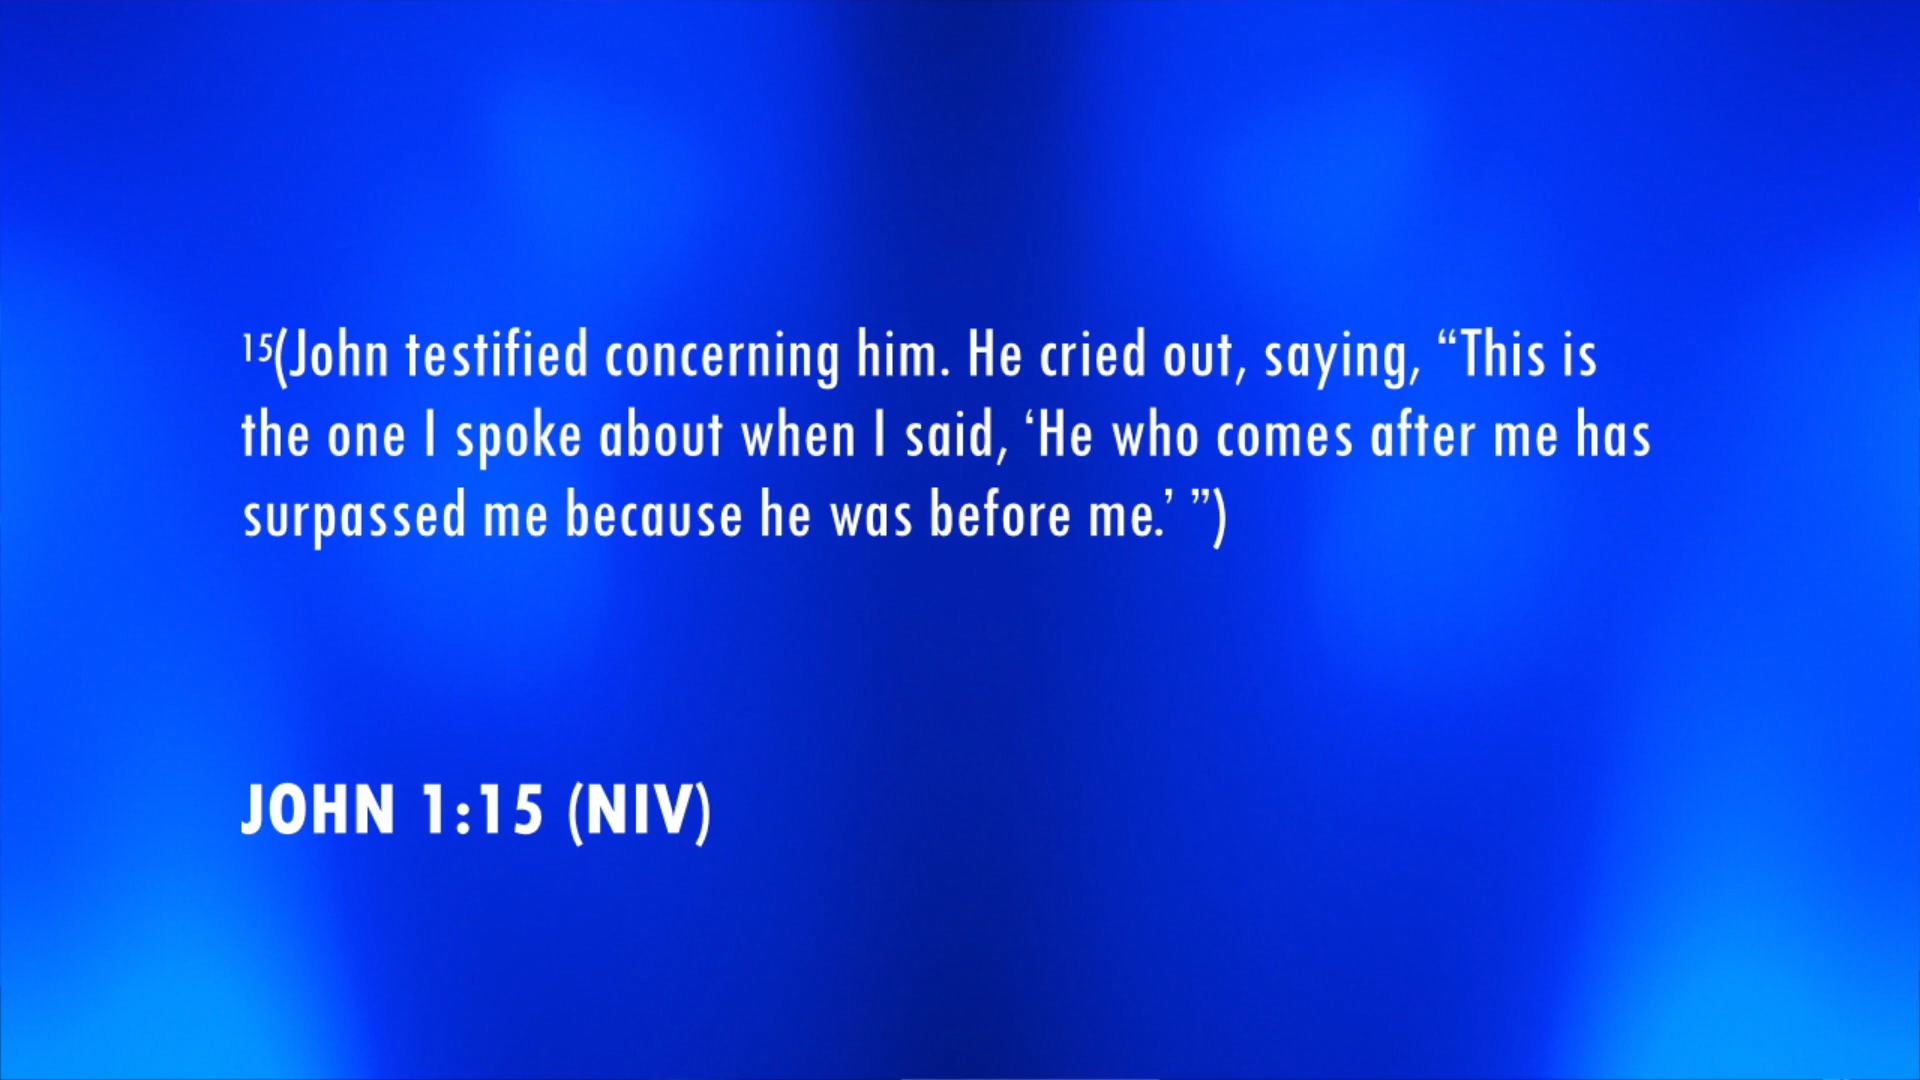 15(John testified concerning him. He cried out, saying, “This is
the one I spoke about when I said, ‘He who comes after me has
surpassed me because he was before me.’ ”)
JOHN 1:15 (NIV)